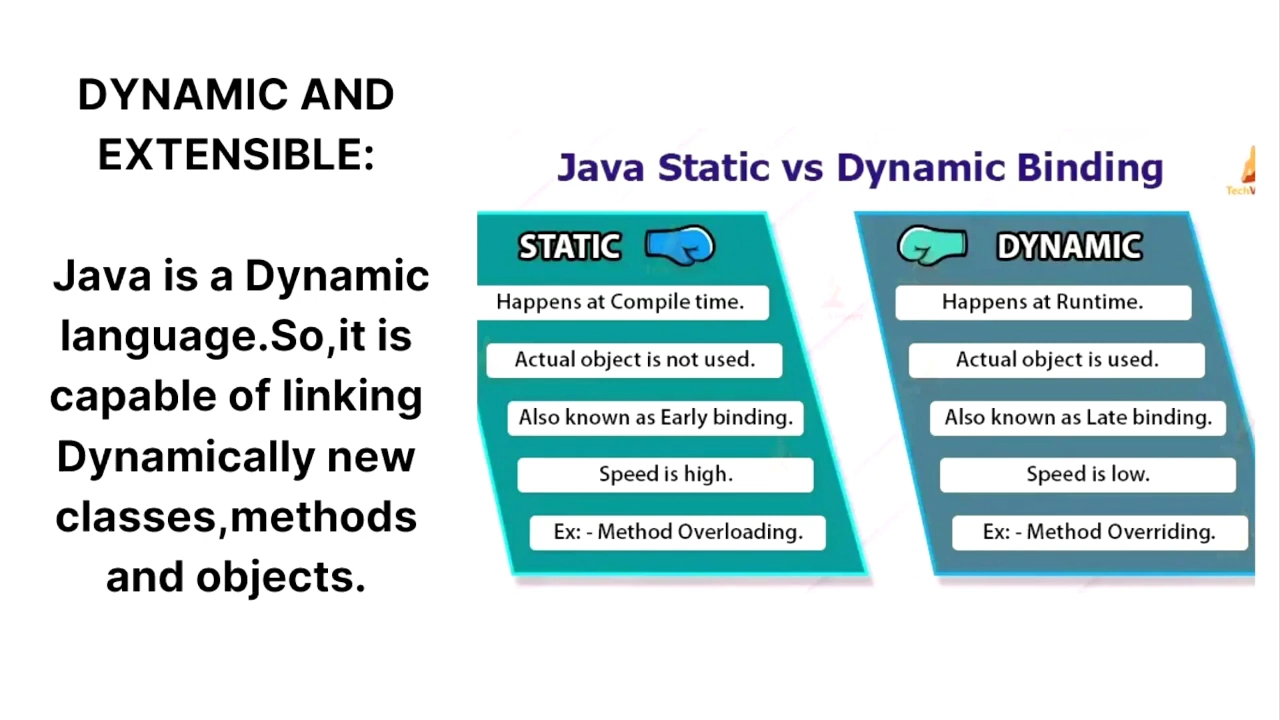 DYNAMIC AND
EXTENSIBLE:
Java is a Dynamic
language.So,it is
capable of linking
Dynamically new
classes,methods
and objects.
Java Static vs Dynamic Binding
STATIC
Happens at Compile time.
Actual object is not used.
Also known as Early binding.
Speed is high.
Ex: - Method Overloading.
DYNAMIC
Happens at Runtime.
Actual object is used.
Also known as Late binding.
Speed is low.
Ex: - Method Overriding.